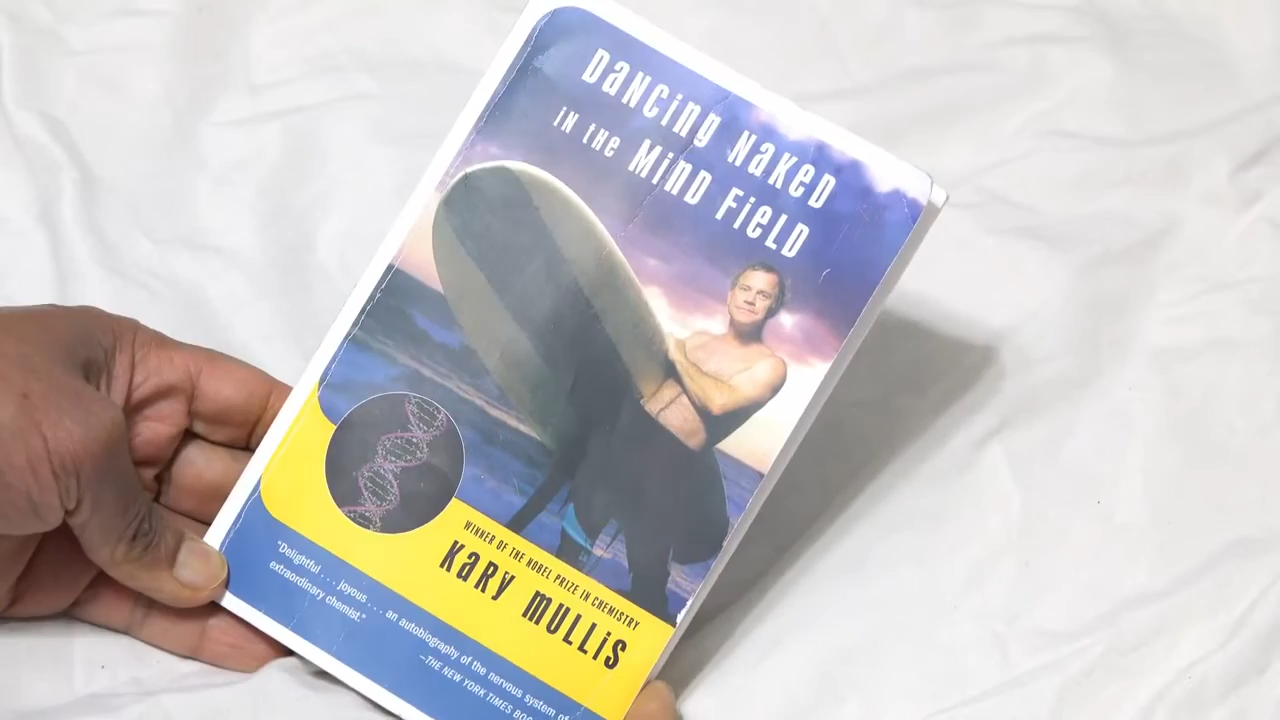 DaNCing NaKED
iN the MiND FiELD
WINNER OF THE NOBEL PRIZE IN CHEMISTRY
KaRy MULLiS
"Delightful . . . joyous . . . an autobiography of the nervous system of
extraordinary chemist."
—THE NEW YORK TIMES